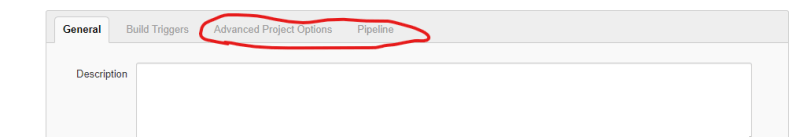 General Build Triggers Advanced Project Options Pipeline
Description